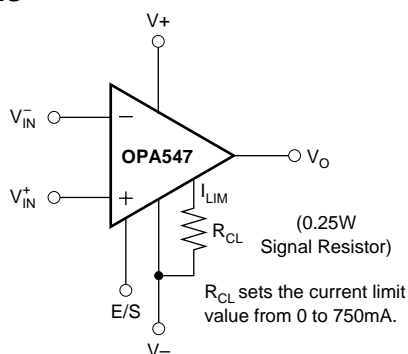 V+
V⁻IN
−
OPA547
VO
V⁺IN
+
ILIM
RCL
(0.25W
Signal Resistor)
E/S
RCL sets the current limit
value from 0 to 750mA.
V–